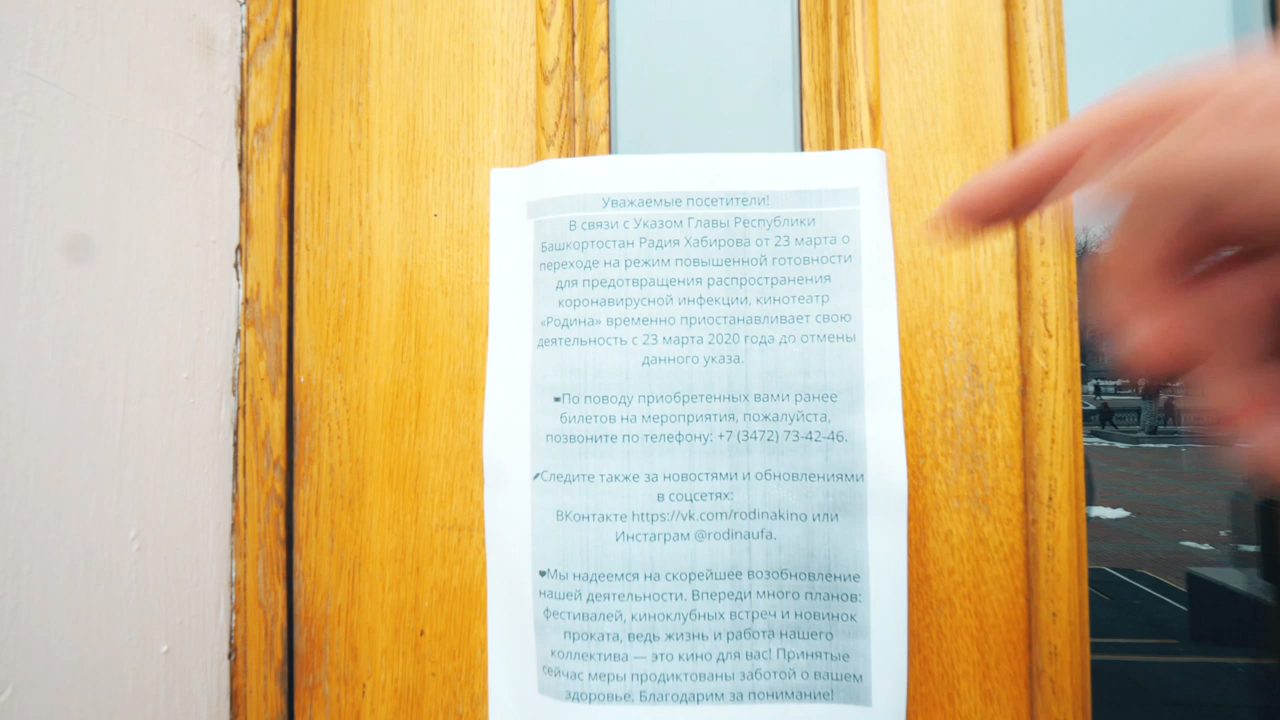 Уважаемые посетители!
В связи с Указом Главы Республики
Башкортостан Радия Хабирова от 23 марта о
переходе на режим повышенной готовности
для предотвращения распространения
коронавирусной инфекции, кинотеатр
«Родина» временно приостанавливает свою
деятельность с 23 марта 2020 года до отмены
данного указа.
По поводу приобретенных вами ранее
билетов на мероприятия, пожалуйста,
позвоните по телефону: +7 (3472) 73-42-46.
Следите также за новостями и обновлениями
в соцсетях:
ВКонтакте https://vk.com/rodinakino или
Инстаграм @rodinaufa.
♥Мы надеемся на скорейшее возобновление
нашей деятельности. Впереди много планов:
фестивалей, киноклубных встреч и новинок
проката, ведь жизнь и работа нашего
коллектива — это кино для вас! Принятые
сейчас меры продиктованы заботой о вашем
здоровье. Благодарим за понимание!